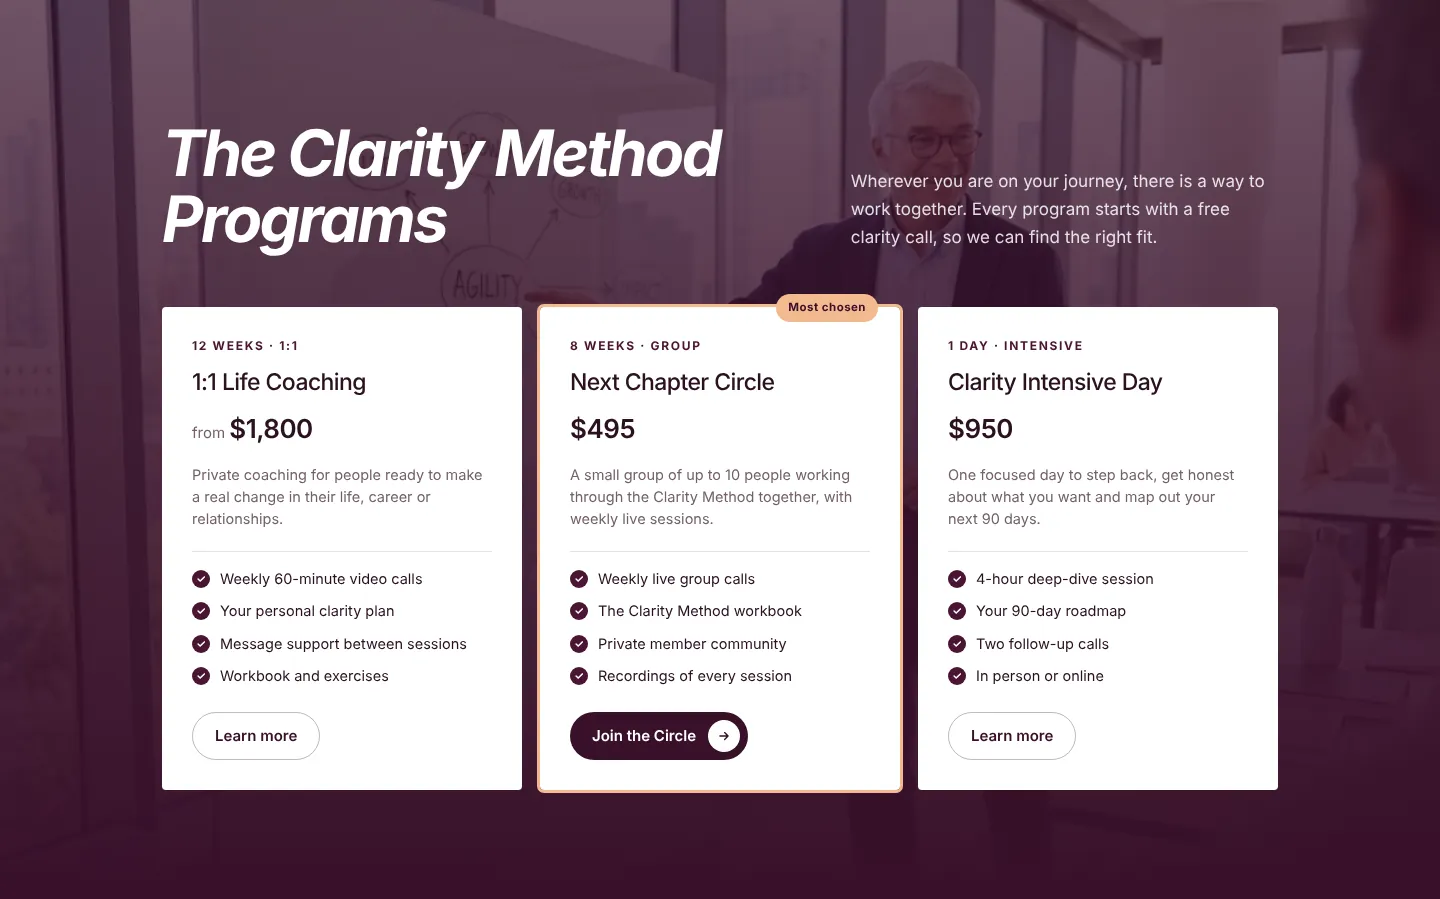 The Clarity Method
Programs
Wherever you are on your journey, there is a way to
work together. Every program starts with a free
clarity call, so we can find the right fit.
AGILITY
12 WEEKS · 1:1
1:1 Life Coaching
from $1,800
Private coaching for people ready to make
a real change in their life, career or
relationships.
Weekly 60-minute video calls
Your personal clarity plan
Message support between sessions
Workbook and exercises
Learn more
Most chosen
8 WEEKS · GROUP
Next Chapter Circle
$495
A small group of up to 10 people working
through the Clarity Method together, with
weekly live sessions.
Weekly live group calls
The Clarity Method workbook
Private member community
Recordings of every session
Join the Circle
1 DAY · INTENSIVE
Clarity Intensive Day
$950
One focused day to step back, get honest
about what you want and map out your
next 90 days.
4-hour deep-dive session
Your 90-day roadmap
Two follow-up calls
In person or online
Learn more